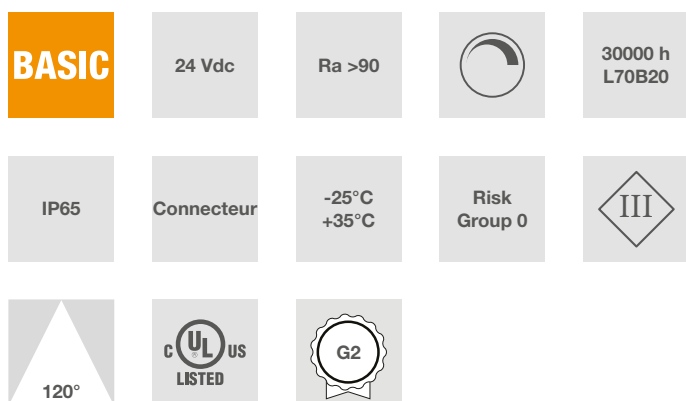 BASIC
24 Vdc
Ra >90
30000 h
L70B20
IP65
Connecteur
-25°C
+35°C
Risk
Group 0
III
120°
C UL ® US
LISTED
G2